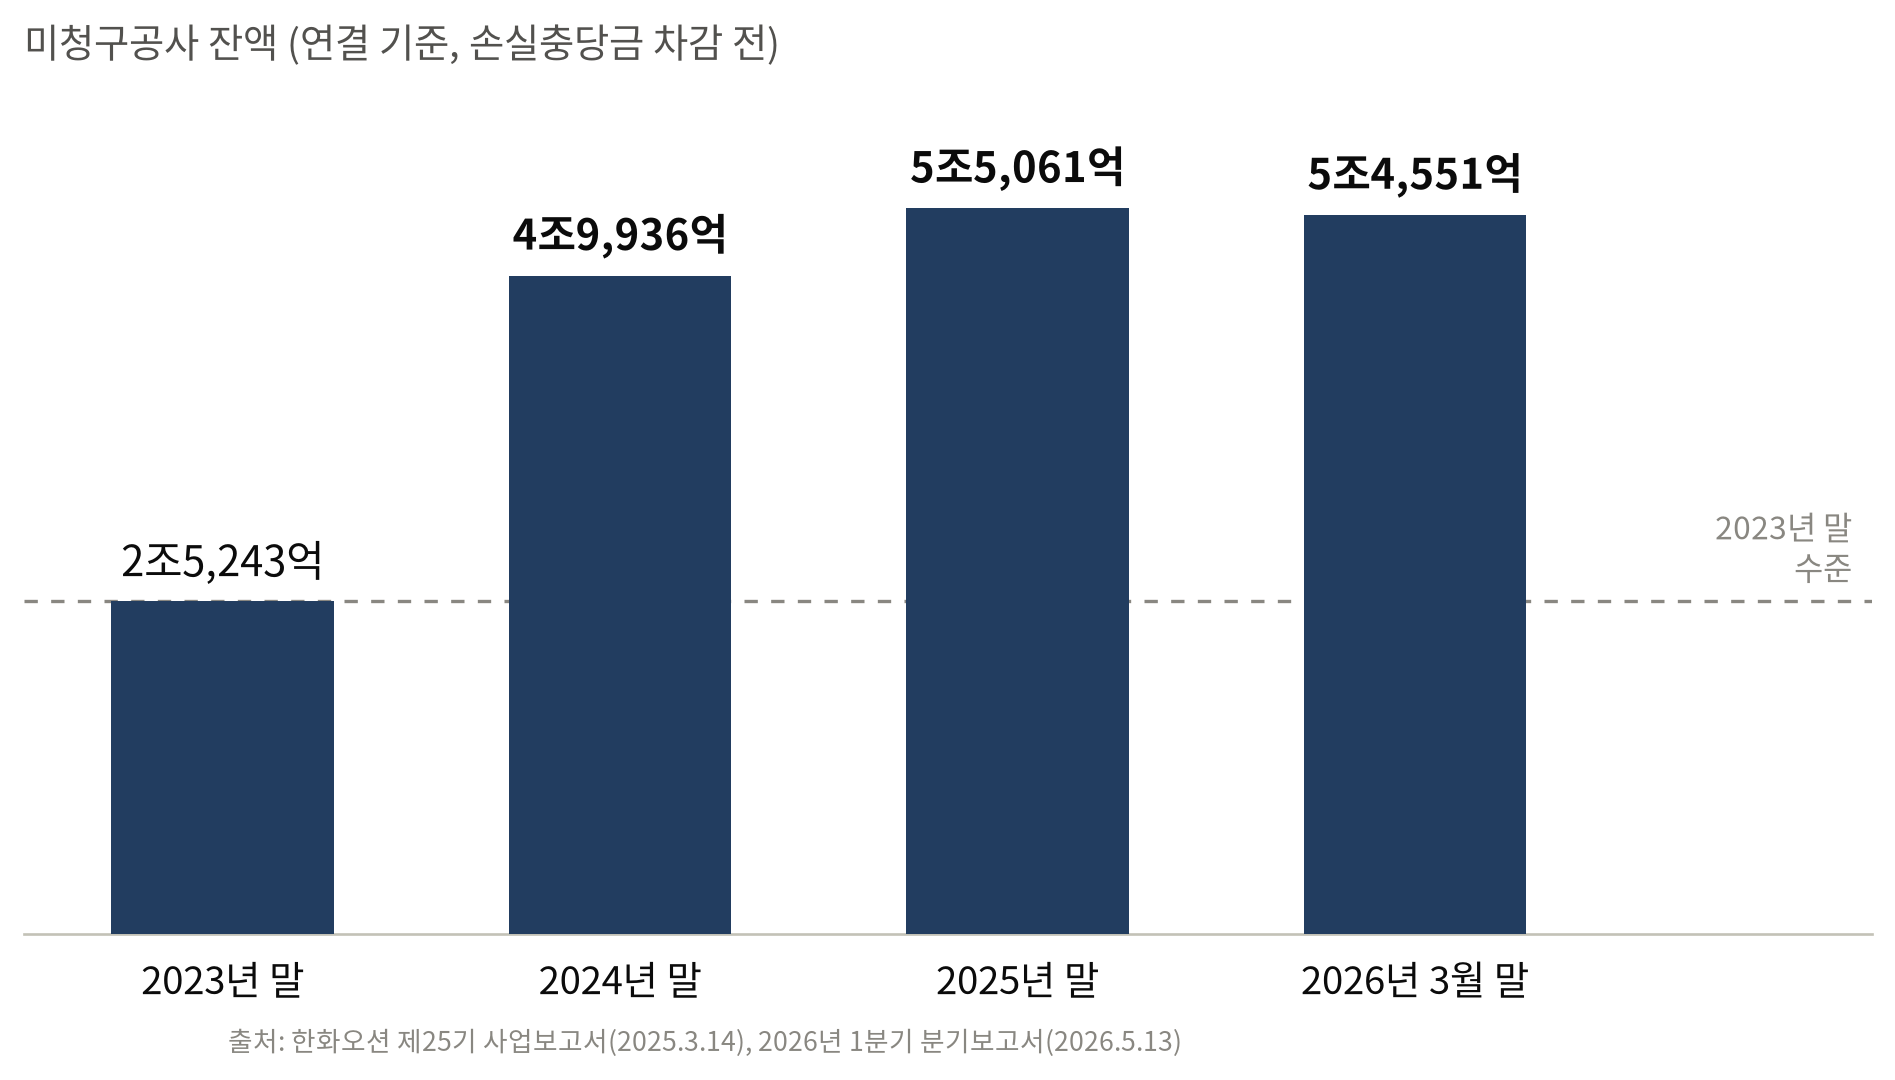 미청구공사 잔액 (연결 기준, 손실충당금 차감 전)
5조5,061억
5조4,551억
4조9,936억
2조5,243억
2023년 말
수준
2023년 말
2024년 말
2025년 말
2026년 3월 말
출처: 한화오션 제25기 사업보고서(2025.3.14), 2026년 1분기 분기보고서(2026.5.13)